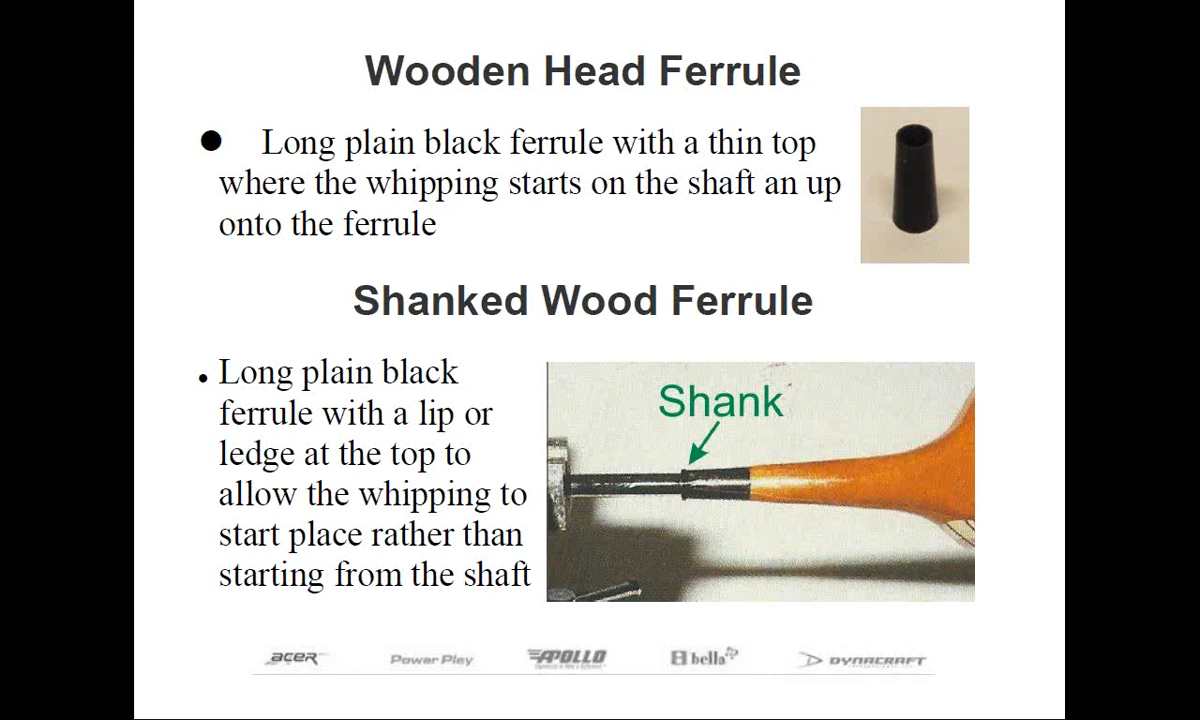 Wooden Head Ferrule
● Long plain black ferrule with a thin top
where the whipping starts on the shaft an up
onto the ferrule
Shanked Wood Ferrule
• Long plain black
ferrule with a lip or
ledge at the top to
allow the whipping to
start place rather than
starting from the shaft
Shank
acer Power Play APOLLO bella DYNACRAFT